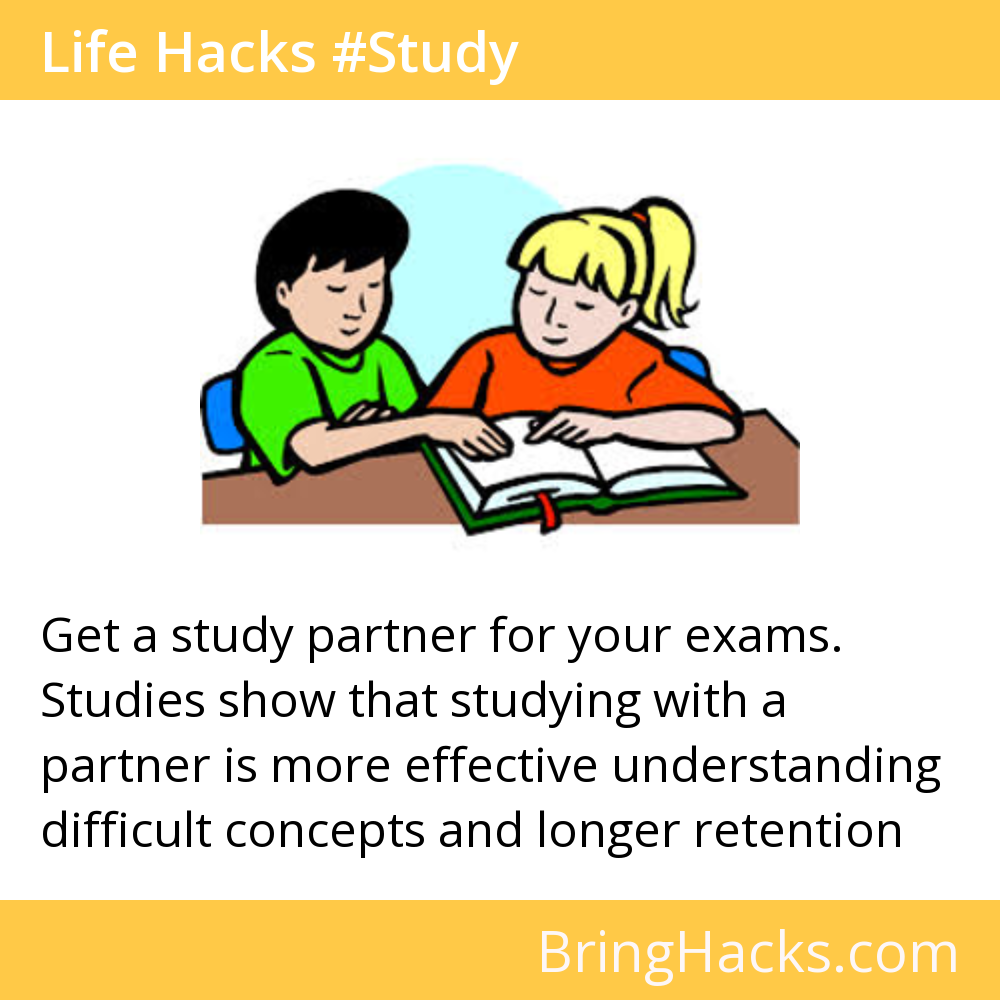 Life Hacks #Study
Get a study partner for your exams.
Studies show that studying with a
partner is more effective understanding
difficult concepts and longer retention
BringHacks.com